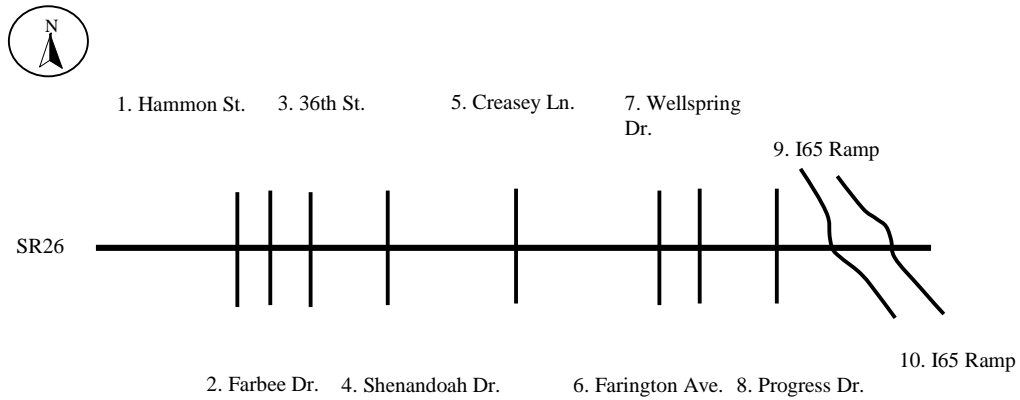 N
1. Hammon St.
3. 36th St.
5. Creasey Ln.
7. Wellspring
Dr.
9. I65 Ramp
SR26
10. I65 Ramp
2. Farbee Dr.
4. Shenandoah Dr.
6. Farington Ave.
8. Progress Dr.